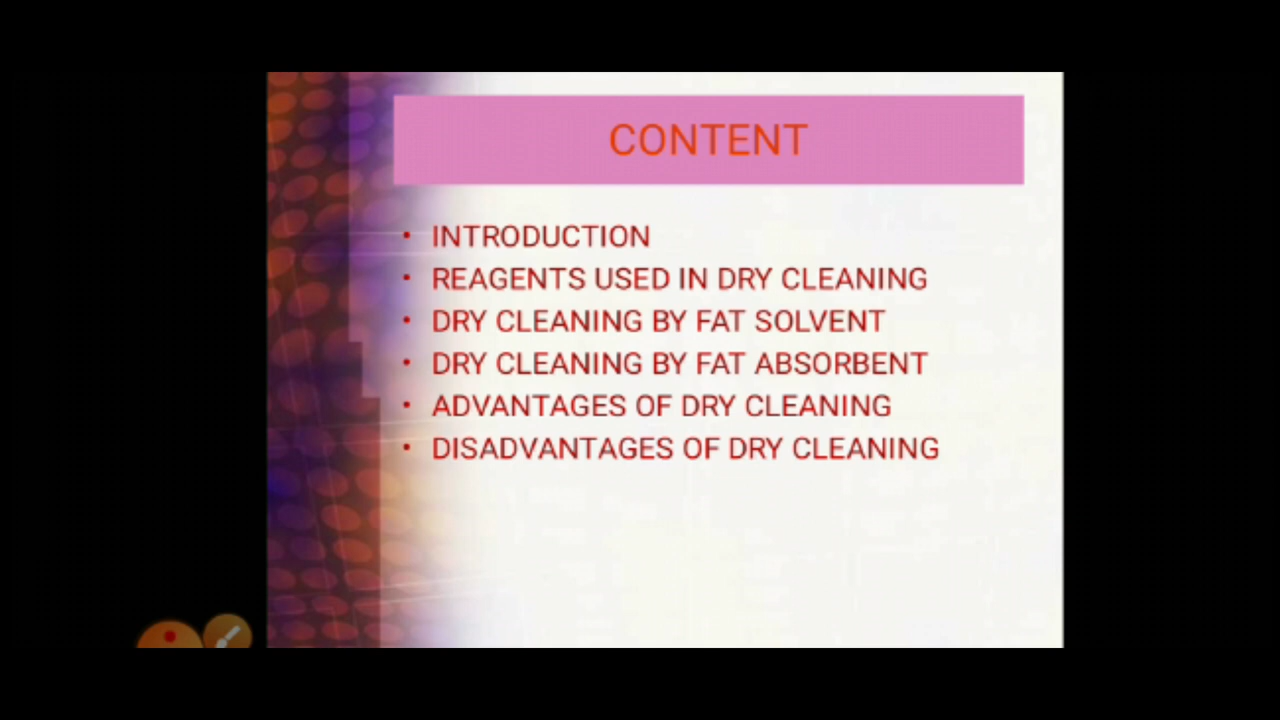 CONTENT
• INTRODUCTION
• REAGENTS USED IN DRY CLEANING
• DRY CLEANING BY FAT SOLVENT
• DRY CLEANING BY FAT ABSORBENT
• ADVANTAGES OF DRY CLEANING
• DISADVANTAGES OF DRY CLEANING